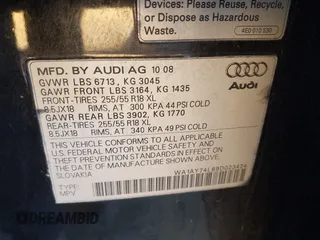 devices: Please Reuse, Recycle,
or Dispose as Hazardous
Waste.
4E0 010 530
MFD. BY AUDI AG 10 08
GVWR LBS 6713, KG 3045
GAWR FRONT LBS 3164, KG 1435
FRONT-TIRES 255/55 R18 XL
8.5JX18 RIMS, AT 300 KPA 44 PSI COLD
GAWR REAR LBS 3902, KG 1770
REAR-TIRES 255/55 R18 XL
8.5JX18 RIMS, AT 340 KPA 49 PSI COLD
Audi
THIS VEHICLE CONFORMS TO ALL APPLICABLE
U.S. FEDERAL MOTOR VEHICLE SAFETY AND
THEFT PREVENTION STANDARDS IN EFFECT ON
THE DATE OF MANUFACTURE SHOWN ABOVE.
TYPE:
MPV
SLOVAKIA
DREAMBID